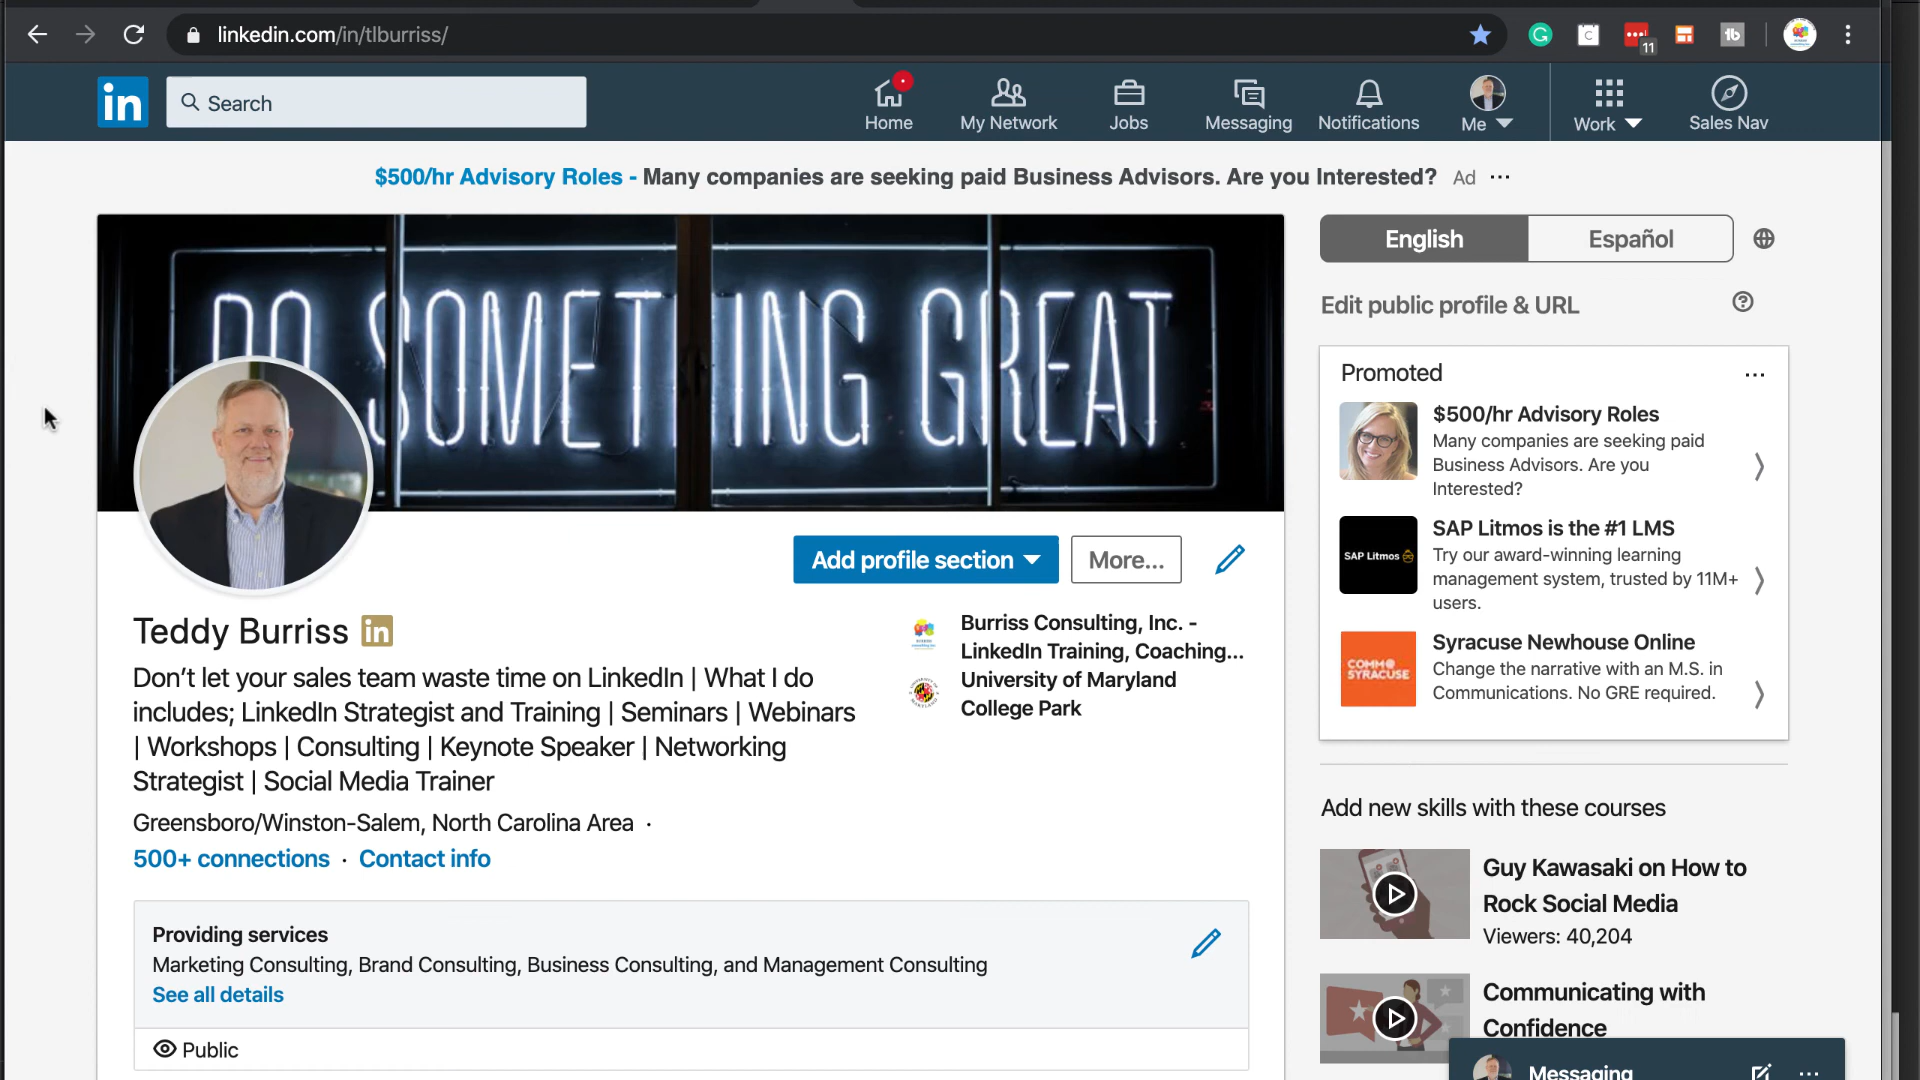 linkedin.com/in/tlburriss/
11
in
Search
Home
My Network
Jobs
Messaging
Notifications
Me
Work
Sales Nav
$500/hr Advisory Roles - Many companies are seeking paid Business Advisors. Are you Interested? Ad ...
DO SOMETHING GREAT
English
Español
Edit public profile & URL
Promoted
$500/hr Advisory Roles
Many companies are seeking paid
Business Advisors. Are you
Interested?
SAP Litmos
SAP Litmos is the #1 LMS
Try our award-winning learning
management system, trusted by 11M+
users.
COMM@
SYRACUSE
Syracuse Newhouse Online
Change the narrative with an M.S. in
Communications. No GRE required.
Add profile section
More...
Teddy Burriss in
Don’t let your sales team waste time on LinkedIn | What I do
includes; LinkedIn Strategist and Training | Seminars | Webinars
| Workshops | Consulting | Keynote Speaker | Networking
Strategist | Social Media Trainer
Greensboro/Winston-Salem, North Carolina Area ·
500+ connections · Contact info
Burriss Consulting, Inc. -
LinkedIn Training, Coaching...
University of Maryland
College Park
Providing services
Marketing Consulting, Brand Consulting, Business Consulting, and Management Consulting
See all details
Public
Add new skills with these courses
Guy Kawasaki on How to
Rock Social Media
Viewers: 40,204
Communicating with
Confidence
Messaging